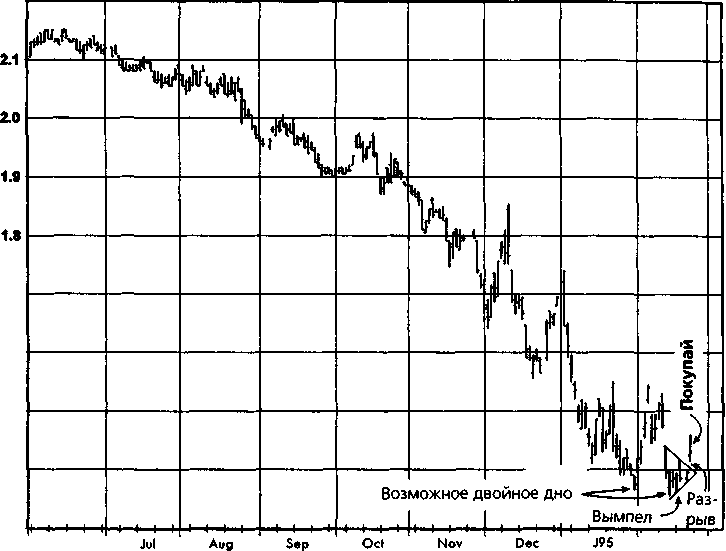 2.1
2.0
1.9
1.8
Покупай
Возможное двойное дно
Раз-
рыв
Вымпел
Jul Aug Sep Oct Nov Dec J95